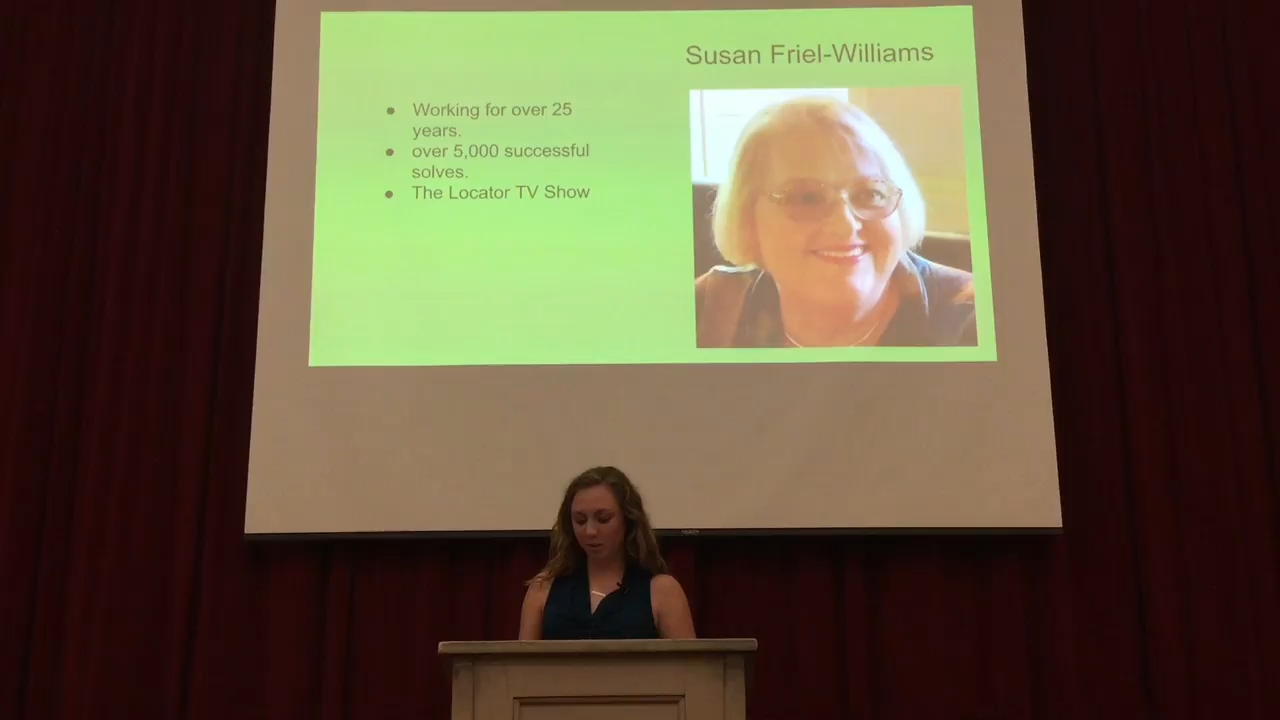 Susan Friel-Williams
● Working for over 25
years.
● over 5,000 successful
solves.
● The Locator TV Show